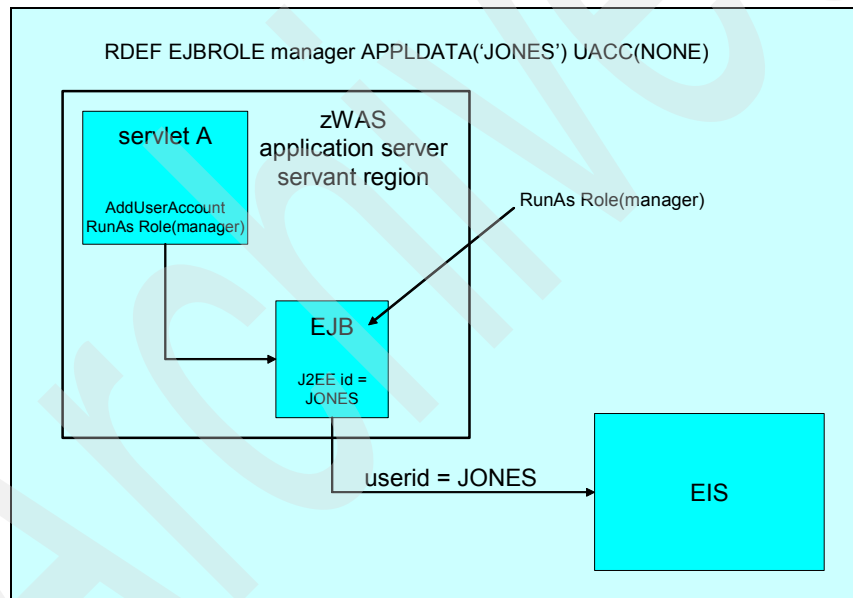 RDEF EJBROLE manager APPLDATA(‘JONES’) UACC(NONE)
servlet A
AddUserAccount
RunAs Role(manager)
zWAS
application server
servant region
RunAs Role(manager)
EJB
J2EE id =
JONES
userid = JONES
EIS
Archive